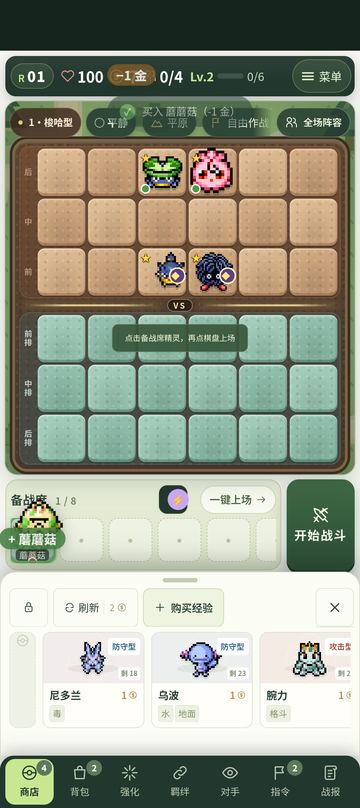 R 01 100 −1 金 0/4 Lv.2 0/6 菜单
买入 蘑蘑菇（-1 金）
1·梭哈型 平静 平原 自由作战 全场阵容
后
中
前
VS
前排
点击备战席精灵，再点棋盘上场
中排
后排
备战席 1 / 8 一键上场 →
开始战斗
+ 蘑蘑菇
蘑蘑菇
刷新 2 购买经验 ×
防守型 防守型 攻击型
剩 18 剩 23 剩 2
尼多兰 1 乌波 1 腕力 1
毒 水 地面 格斗
4 2 2
商店 背包 强化 羁绊 对手 指令 战报